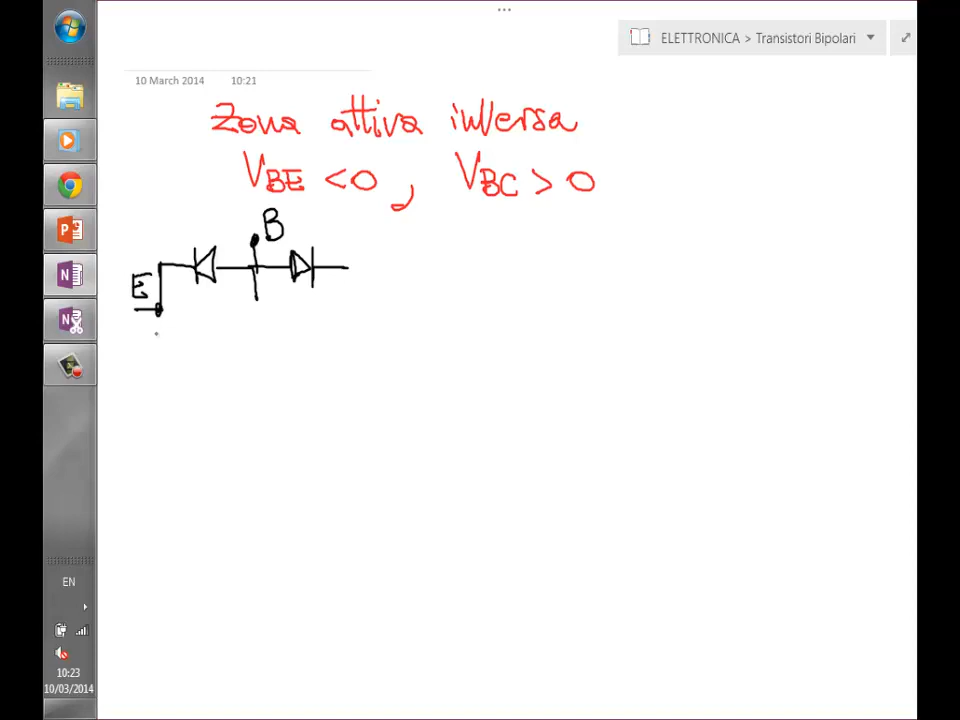 ELETTRONICA > Transistori Bipolari
10 March 2014 10:21
Zona attiva inversa
VBE < 0 , VBC > 0
B
E
EN
10:23
10/03/2014